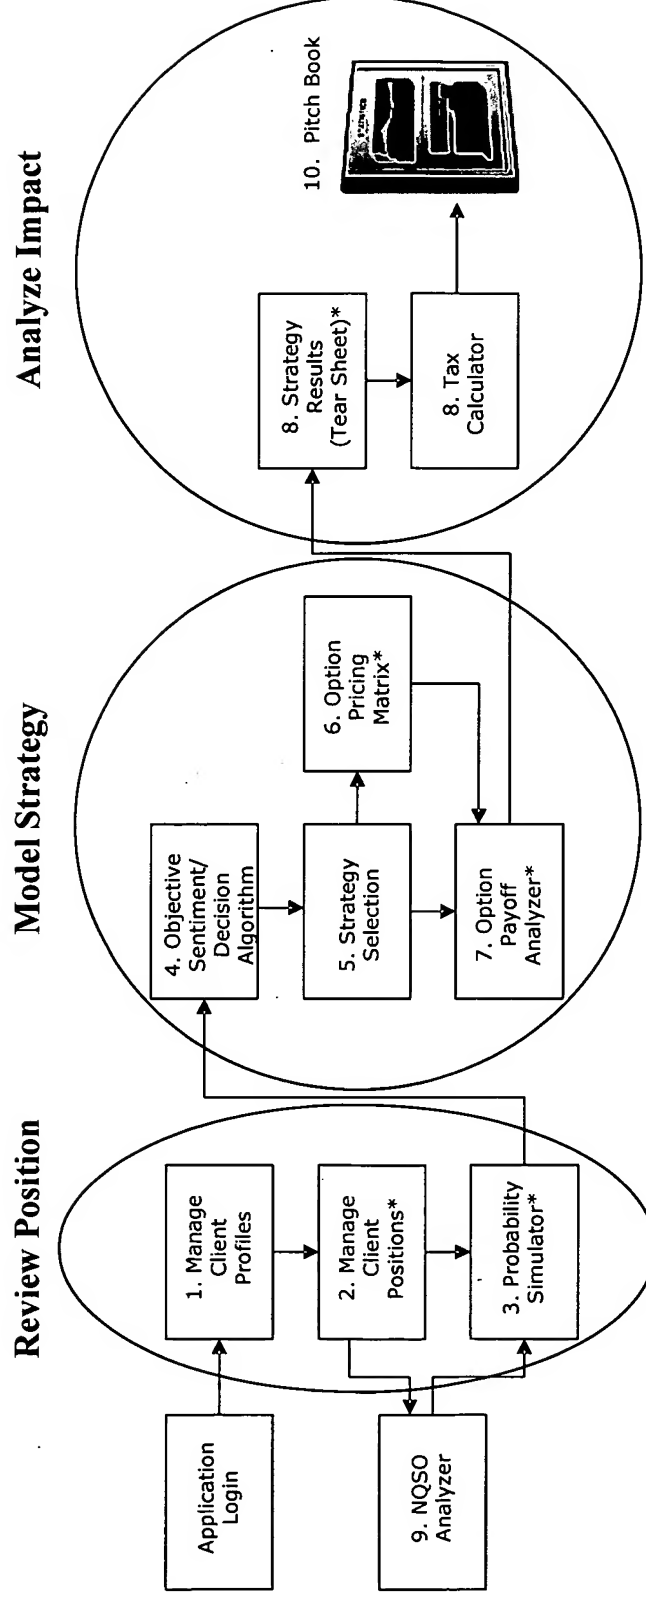 Review Position
Model Strategy
Analyze Impact
Application
Login
1. Manage
Client
Profiles
2. Manage
Client
Positions*
9. NQSO
Analyzer
3. Probability
Simulator*
4. Objective
Sentiment/
Decision
Algorithm
5. Strategy
Selection
6. Option
Pricing
Matrix*
7. Option
Payoff
Analyzer*
8. Strategy
Results
(Tear Sheet)*
8. Tax
Calculator
10. Pitch Book